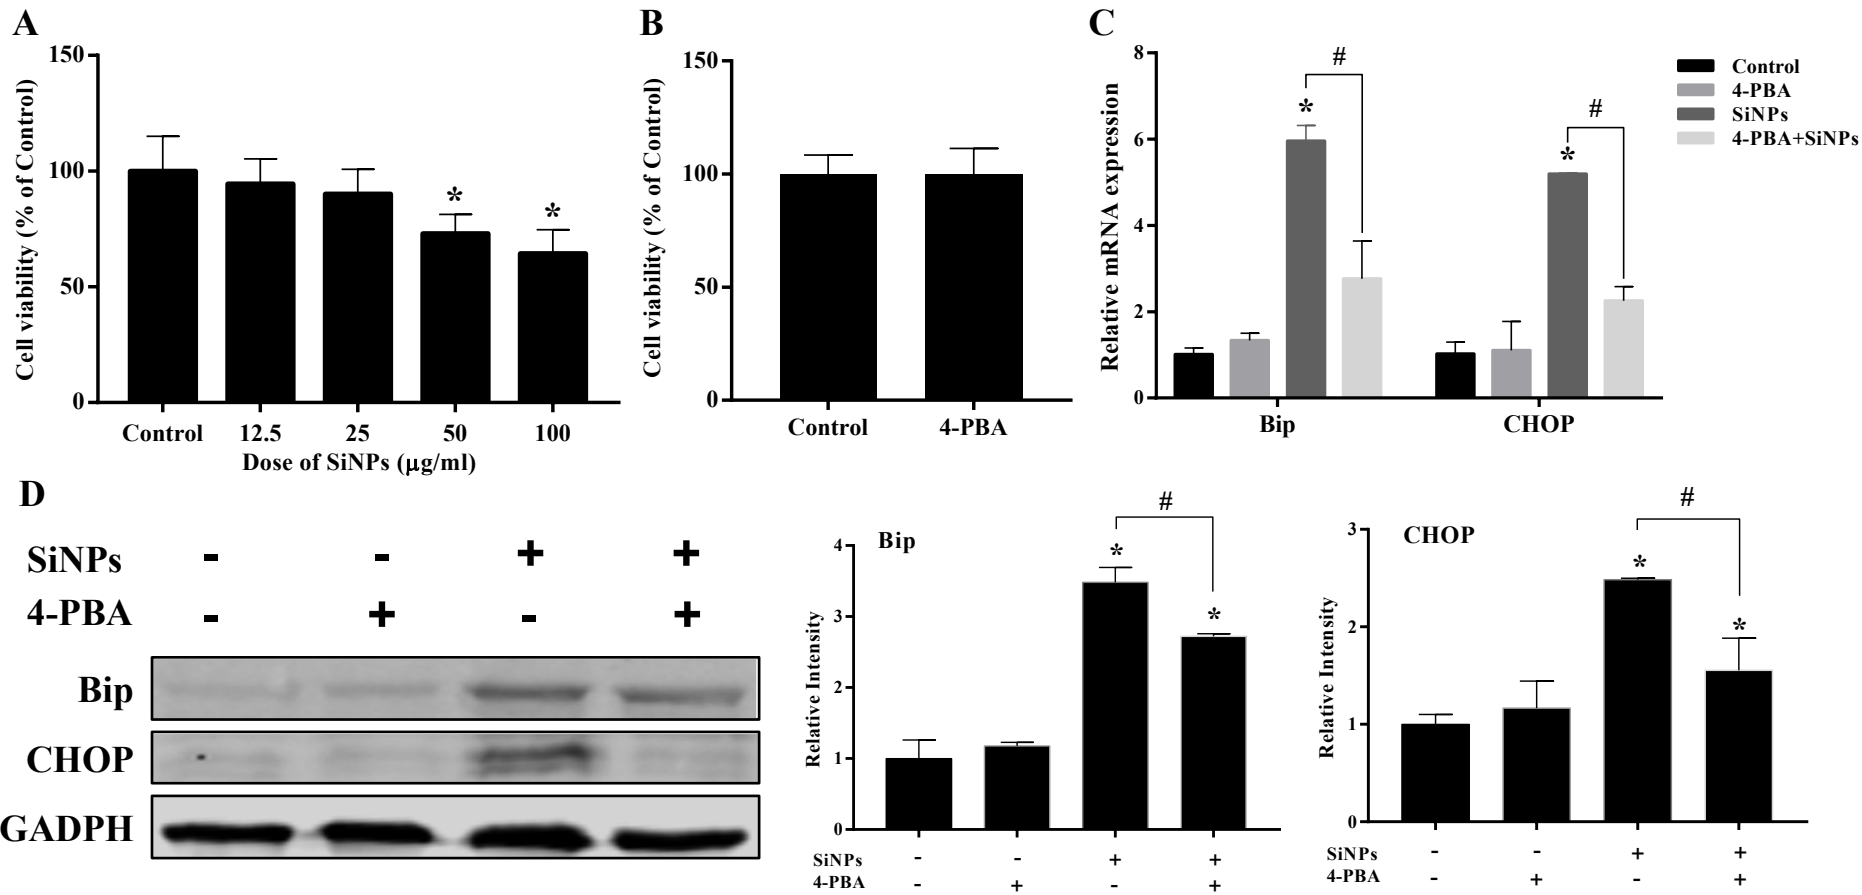 A
150
100
50
0
Cell viability (% of Control)
*
*
Control 12.5 25 50 100
Dose of SiNPs (μg/ml)
B
150
100
50
0
Cell viability (% of Control)
Control 4-PBA
C
8
6
4
2
0
Relative mRNA expression
#
*
#
*
Bip CHOP
Control
4-PBA
SiNPs
4-PBA+SiNPs
D
SiNPs - - + +
4-PBA - + - +
Bip
CHOP
GADPH
Bip
4
3
2
1
0
Relative Intensity
#
*
*
SiNPs - - + +
4-PBA - + - +
CHOP
3
2
1
0
Relative Intensity
#
*
*
SiNPs - - + +
4-PBA - + - +